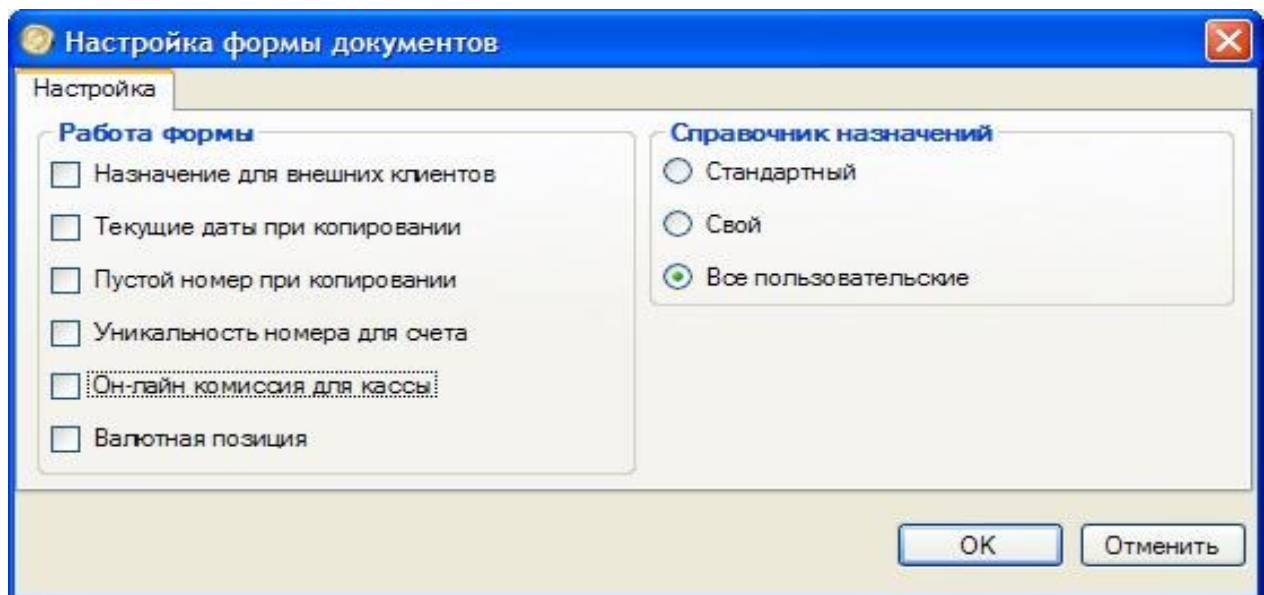 Настройка формы документов
Настройка
Работа формы
Назначение для внешних клиентов
Текущие даты при копировании
Пустой номер при копировании
Уникальность номера для счета
Он-лайн комиссия для кассы
Валютная позиция
Справочник назначений
Стандартный
Свой
Все пользовательские
OK
Отменить